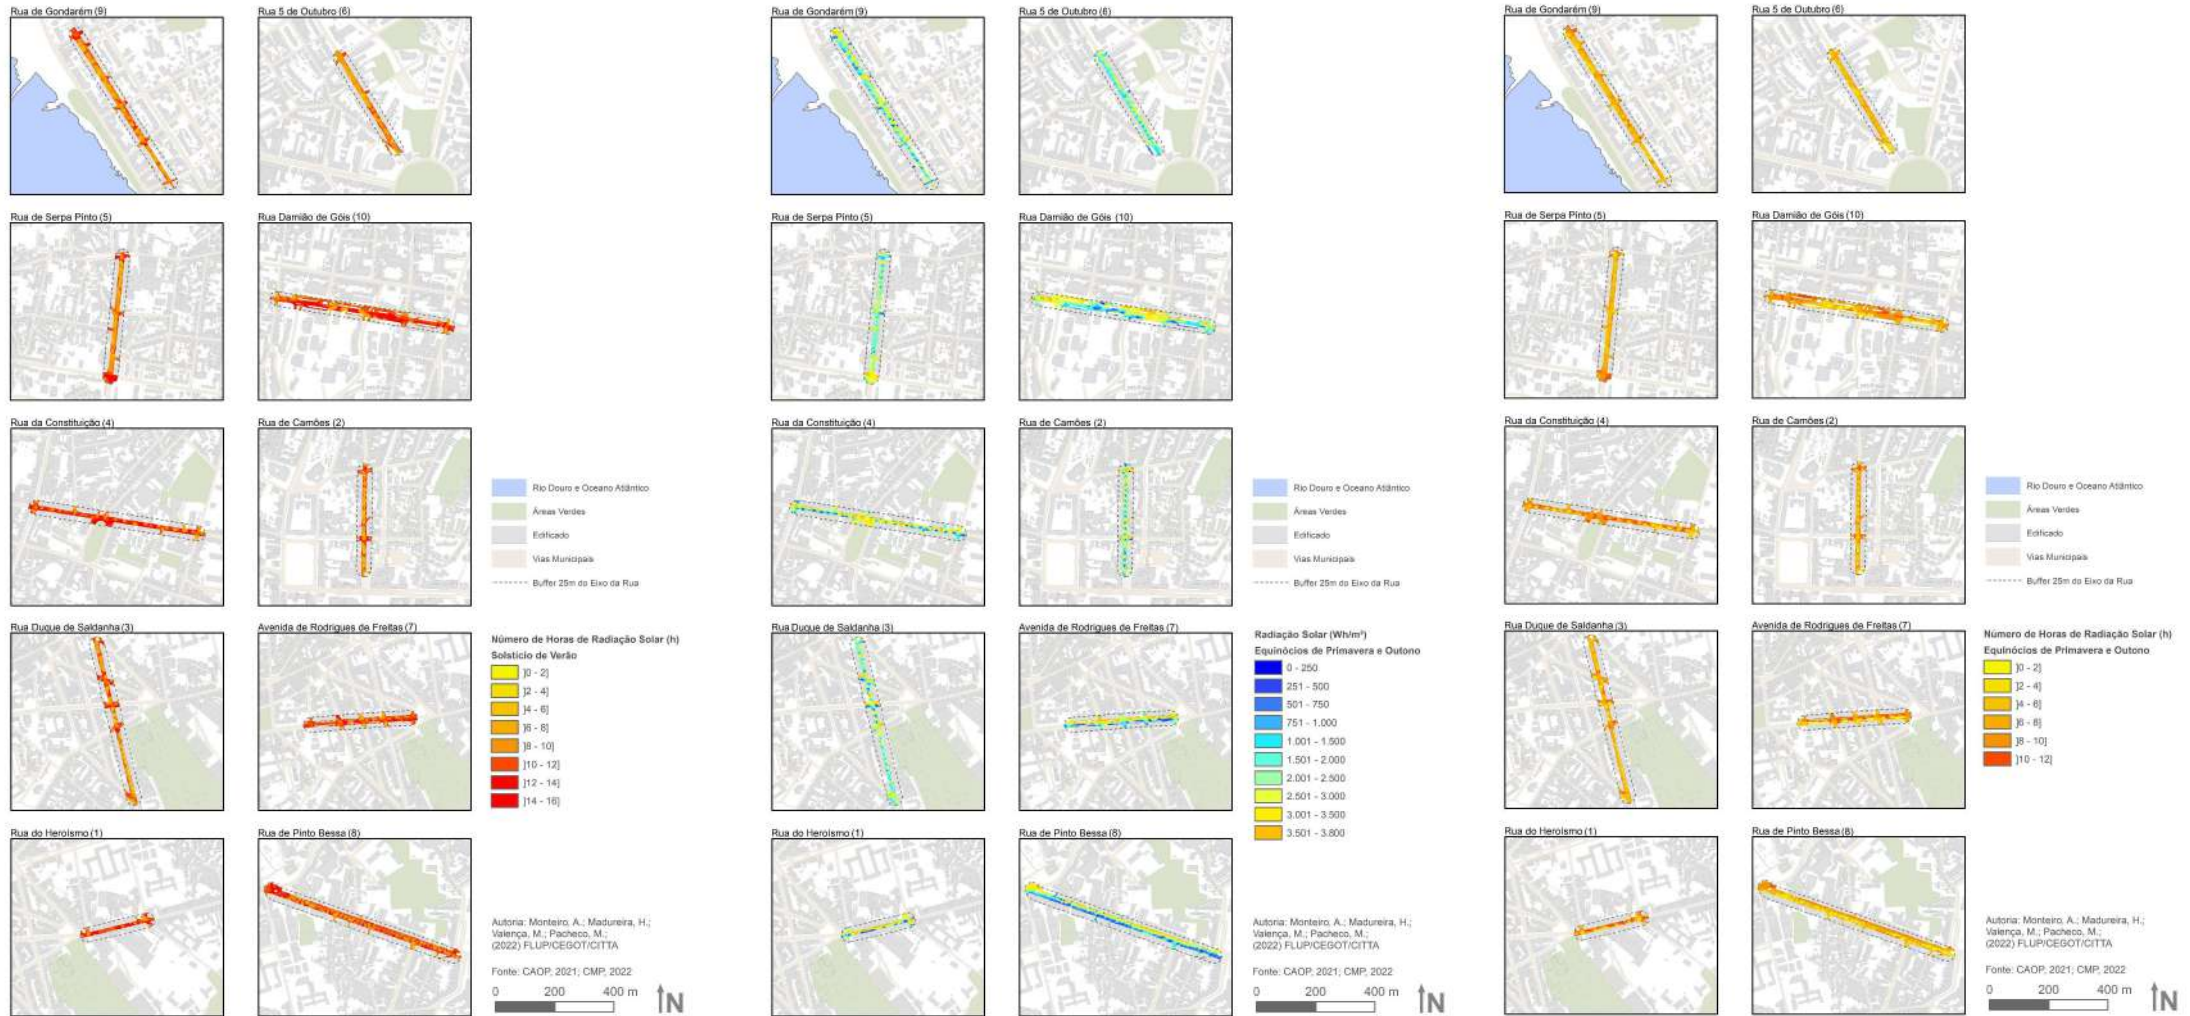 Rua de Gondarém (9)
Rua 5 de Outubro (6)
Rua de Serpa Pinto (5)
Rua Damião de Góis (10)
Rua da Constituição (4)
Rua de Camões (2)
Rio Douro e Oceano Atlântico
Áreas Verdes
Edificado
Vias Municipais
Buffer 25m do Eixo da Rua
Rua Duque de Saldanha (3)
Avenida de Rodrigues de Freitas (7)
Número de Horas de Radiação Solar (h)
Solstício de Verão
]0 - 2]
]2 - 4]
]4 - 6]
]6 - 8]
]8 - 10]
]10 - 12]
]12 - 14]
]14 - 16]
Rua do Heroísmo (1)
Rua de Pinto Bessa (8)
Autoria: Monteiro, A.; Madureira, H.;
Valença, M.; Pacheco, M.;
(2022) FLUP/CEGOT/CITTA
Fonte: CAOP, 2021; CMP, 2022
0 200 400 m
N
Rua de Gondarém (9)
Rua 5 de Outubro (6)
Rua de Serpa Pinto (5)
Rua Damião de Góis (10)
Rua da Constituição (4)
Rua de Camões (2)
Rio Douro e Oceano Atlântico
Áreas Verdes
Edificado
Vias Municipais
Buffer 25m do Eixo da Rua
Rua Duque de Saldanha (3)
Avenida de Rodrigues de Freitas (7)
Radiação Solar (Wh/m²)
Equinócios de Primavera e Outono
0 - 250
251 - 500
501 - 750
751 - 1.000
1.001 - 1.500
1.501 - 2.000
2.001 - 2.500
2.501 - 3.000
3.001 - 3.500
3.501 - 3.800
Rua do Heroísmo (1)
Rua de Pinto Bessa (8)
Autoria: Monteiro, A.; Madureira, H.;
Valença, M.; Pacheco, M.;
(2022) FLUP/CEGOT/CITTA
Fonte: CAOP, 2021; CMP, 2022
0 200 400 m
N
Rua de Gondarém (9)
Rua 5 de Outubro (6)
Rua de Serpa Pinto (5)
Rua Damião de Góis (10)
Rua da Constituição (4)
Rua de Camões (2)
Rio Douro e Oceano Atlântico
Áreas Verdes
Edificado
Vias Municipais
Buffer 25m do Eixo da Rua
Rua Duque de Saldanha (3)
Avenida de Rodrigues de Freitas (7)
Número de Horas de Radiação Solar (h)
Equinócios de Primavera e Outono
]0 - 2]
]2 - 4]
]4 - 6]
]6 - 8]
]8 - 10]
]10 - 12]
Rua do Heroísmo (1)
Rua de Pinto Bessa (8)
Autoria: Monteiro, A.; Madureira, H.;
Valença, M.; Pacheco, M.;
(2022) FLUP/CEGOT/CITTA
Fonte: CAOP, 2021; CMP, 2022
0 200 400 m
N